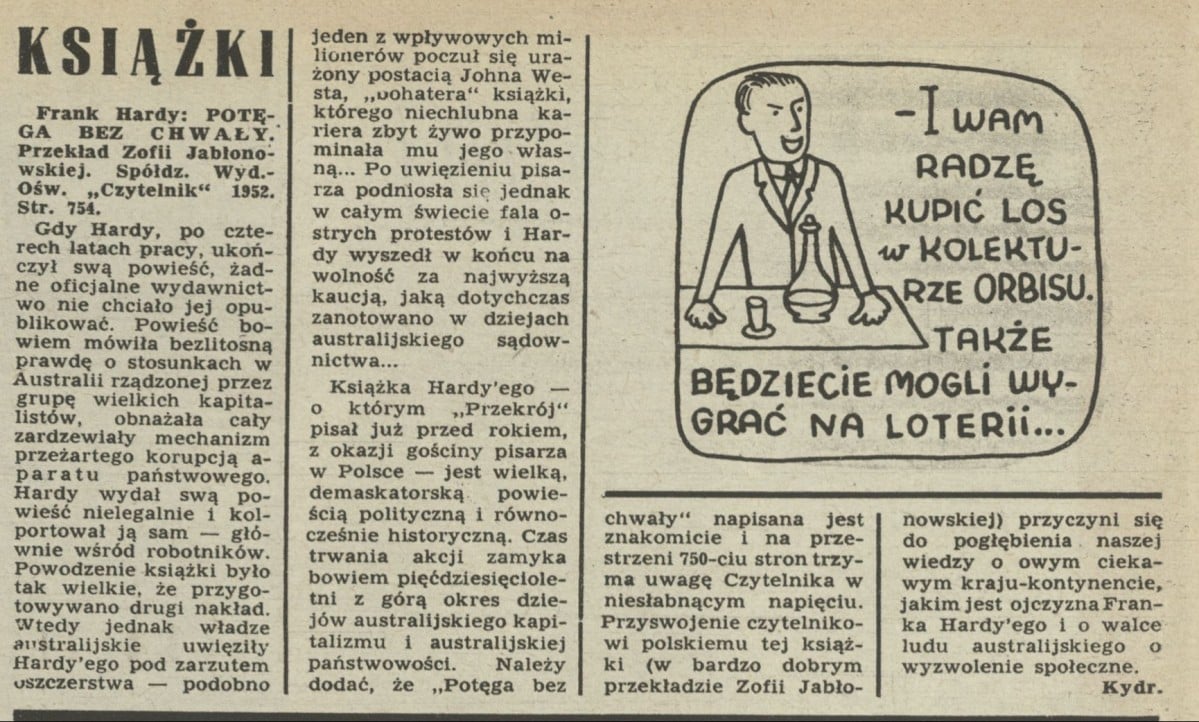 KSIĄŻKI
Frank Hardy: POTĘ-
GA BEZ CHWAŁY.
Przekład Zofii Jabłono-
wskiej. Spółdz. Wyd.-
Ośw. „Czytelnik“ 1952.
Str. 754.
Gdy Hardy, po czte-
rech latach pracy, ukoń-
czył swą powieść, żad-
ne oficjalne wydawnict-
wo nie chciało jej opu-
blikować. Powieść bo-
wiem mówiła bezlitosną
prawdę o stosunkach w
Australii rządzonej przez
grupę wielkich kapita-
listów, obnażała cały
zardzewiały mechanizm
przeżartego korupcją a-
paratu państwowego.
Hardy wydał swą po-
wieść nielegalnie i kol-
portował ją sam — głó-
wnie wśród robotników.
Powodzenie książki było
tak wielkie, że przygo-
towywano drugi nakład.
Wtedy jednak władze
australijskie uwięziły
Hardy'ego pod zarzutem
oszczerstwa — podobno
jeden z wpływowych mi-
lionerów poczuł się ura-
żony postacią Johna We-
sta, „bohatera“ książki,
którego niechlubna ka-
riera zbyt żywo przypo-
minała mu jego włas-
ną... Po uwięzieniu pisa-
rza podniosła się jednak
w całym świecie fala o-
strych protestów i Har-
dy wyszedł w końcu na
wolność za najwyższą
kaucją, jaką dotychczas
zanotowano w dziejach
australijskiego sądow-
nictwa...
Książka Hardy'ego —
o którym „Przekrój“
pisał już przed rokiem,
z okazji gościny pisarza
w Polsce — jest wielką,
demaskatorską powie-
ścią polityczną i równo-
cześnie historyczną. Czas
trwania akcji zamyka
bowiem pięćdziesięciole-
tni z górą okres dzie-
jów australijskiego kapi-
talizmu i australijskiej
państwowości. Należy
dodać, że „Potęga bez
– I WAM
RADZĘ
KUPIĆ LOS
w KOLEKTU-
RZE ORBISU.
TAKŻE
BĘDZIECIE MOGLI WY-
GRAĆ NA LOTERII...
chwały“ napisana jest
znakomicie i na prze-
strzeni 750-ciu stron trzy-
ma uwagę Czytelnika w
niesłabnącym napięciu.
Przyswojenie czytelniko-
wi polskiemu tej książ-
ki (w bardzo dobrym
przekładzie Zofii Jabło-
nowskiej) przyczyni się
do pogłębienia naszej
wiedzy o owym cieka-
wym kraju-kontynencie,
jakim jest ojczyzna Fran-
ka Hardy'ego i o walce
ludu australijskiego o
wyzwolenie społeczne.
Kydr.